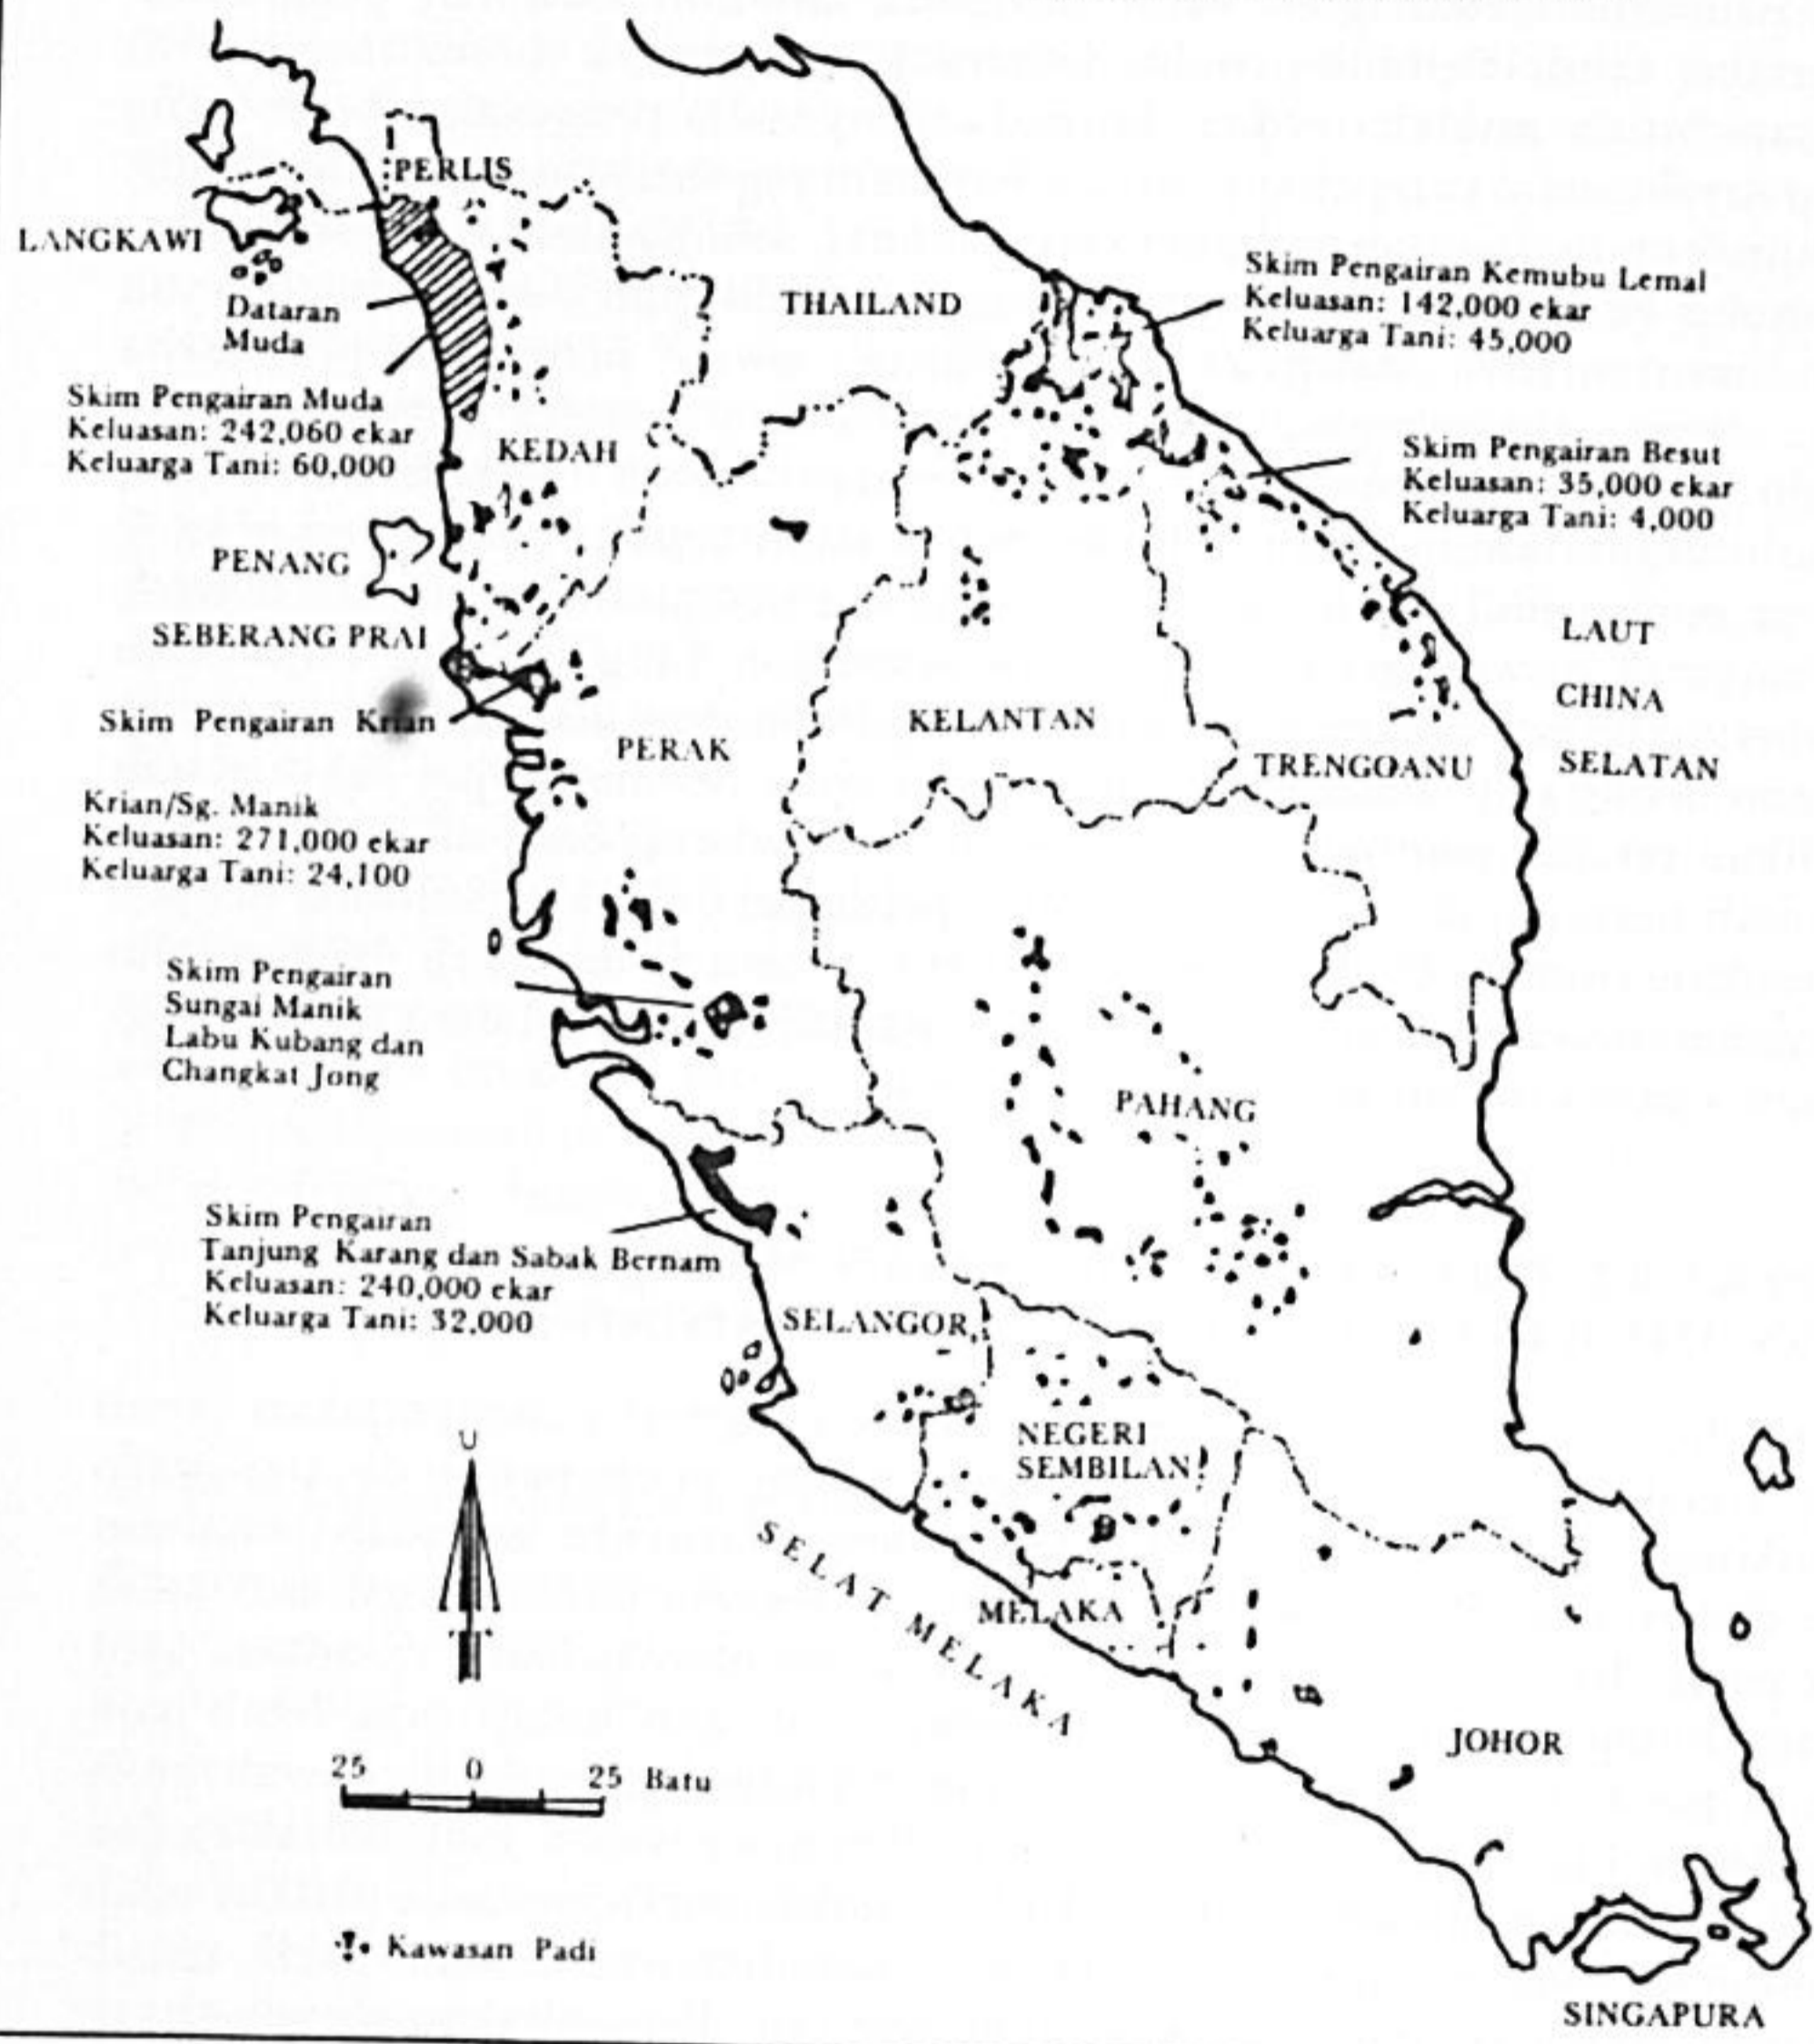 PERLIS
LANGKAWI
Dataran
Muda
THAILAND
Skim Pengairan Kemubu Lemal
Keluasan: 142,000 ekar
Keluarga Tani: 45,000
Skim Pengairan Muda
Keluasan: 242,060 ekar
Keluarga Tani: 60,000
KEDAH
Skim Pengairan Besut
Keluasan: 35,000 ekar
Keluarga Tani: 4,000
PENANG
SEBERANG PRAI
LAUT
CHINA
SELATAN
Skim Pengairan Krian
PERAK
KELANTAN
TRENGOANU
Krian/Sg. Manik
Keluasan: 271,000 ekar
Keluarga Tani: 24,100
Skim Pengairan
Sungai Manik
Labu Kubang dan
Changkat Jong
PAHANG
Skim Pengairan
Tanjung Karang dan Sabak Bernam
Keluasan: 240,000 ekar
Keluarga Tani: 32,000
SELANGOR
NEGERI
SEMBILAN
U
SELAT MELAKA
MELAKA
JOHOR
25 0 25 Batu
Kawasan Padi
SINGAPURA